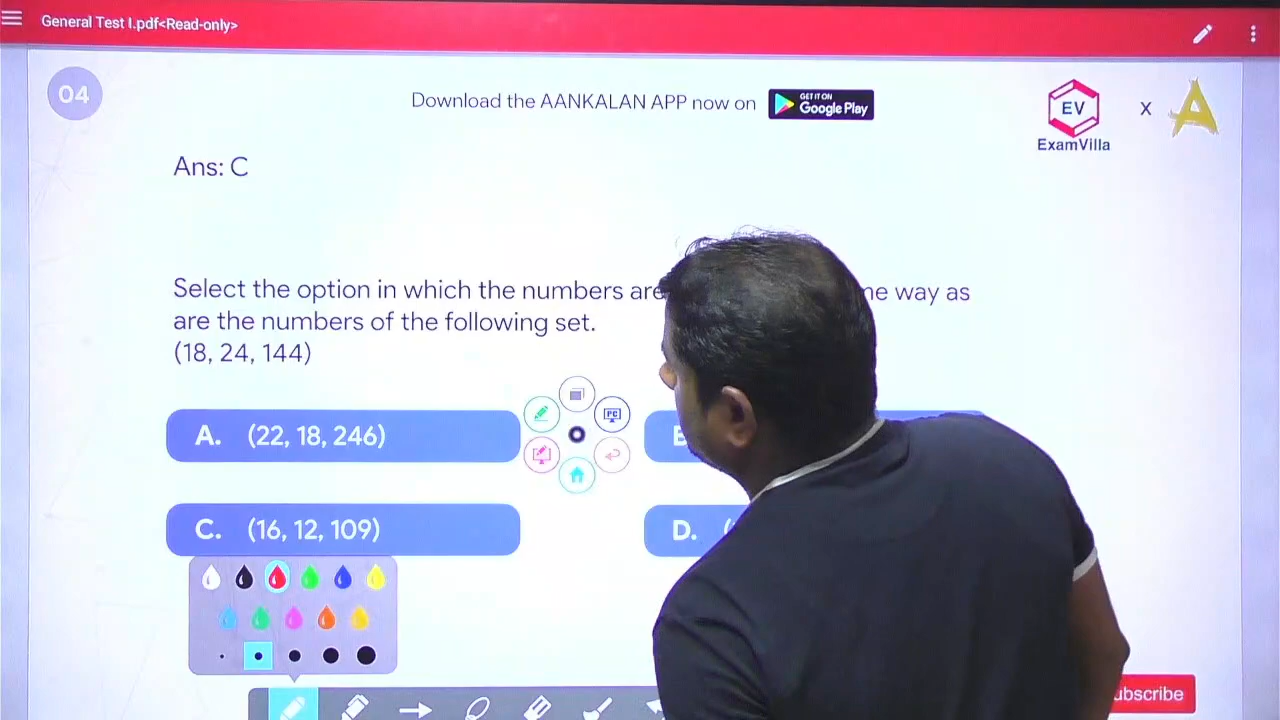 General Test I.pdf<Read-only>
04
Download the AANKALAN APP now on
GET IT ON
Google Play
EV
ExamVilla
X
A
Ans: C
Select the option in which the numbers are
way as
are the numbers of the following set.
(18, 24, 144)
A. (22, 18, 246)
PC
C. (16, 12, 109)
D. (